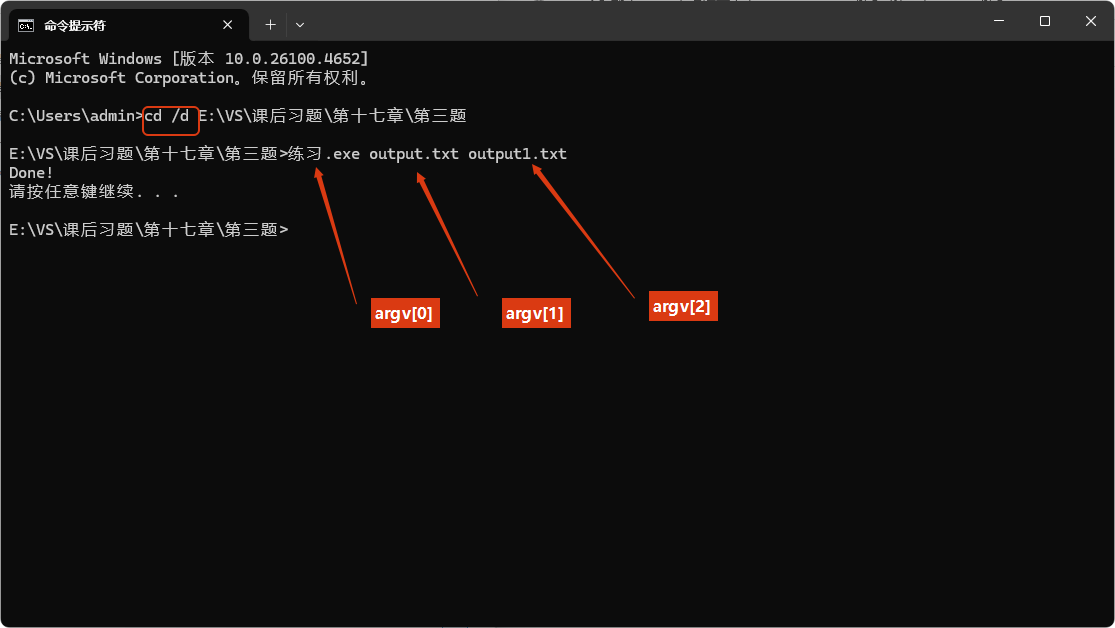 命令提示符
Microsoft Windows [版本 10.0.26100.4652]
(c) Microsoft Corporation。保留所有权利。
C:\Users\admin>cd /d E:\VS\课后习题\第十七章\第三题
E:\VS\课后习题\第十七章\第三题>练习.exe output.txt output1.txt
Done!
请按任意键继续. . .
E:\VS\课后习题\第十七章\第三题>
argv[0] argv[1] argv[2]